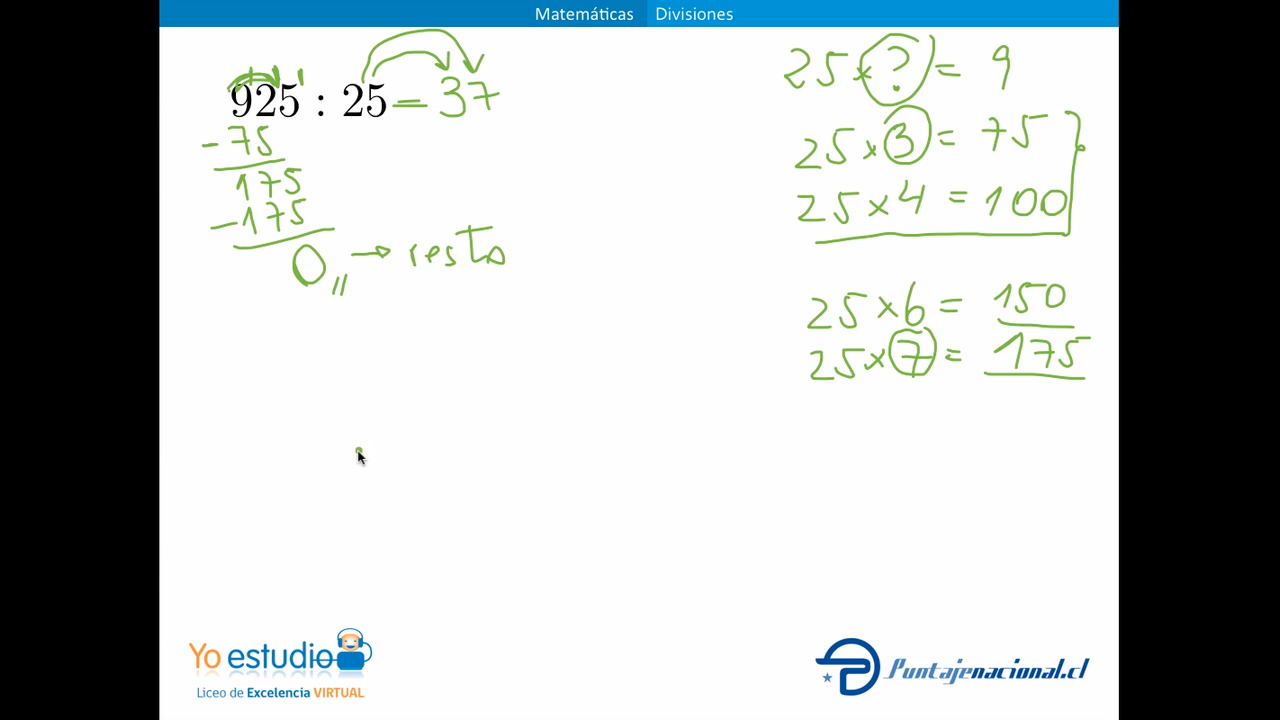 Matemáticas Divisiones
925 : 25 = 37
- 75
175
- 175
0 → resto
25 × ? = 9
25 × 3 = 75
25 × 4 = 100
25 × 6 = 150
25 × 7 = 175
Yo estudio
Liceo de Excelencia VIRTUAL
Puntajenacional.cl